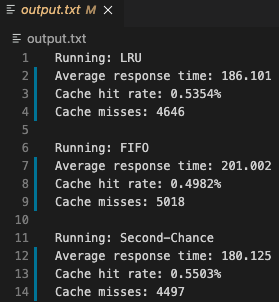 output.txt M
output.txt
1 Running: LRU
2 Average response time: 186.101
3 Cache hit rate: 0.5354%
4 Cache misses: 4646
5
6 Running: FIFO
7 Average response time: 201.002
8 Cache hit rate: 0.4982%
9 Cache misses: 5018
10
11 Running: Second-Chance
12 Average response time: 180.125
13 Cache hit rate: 0.5503%
14 Cache misses: 4497